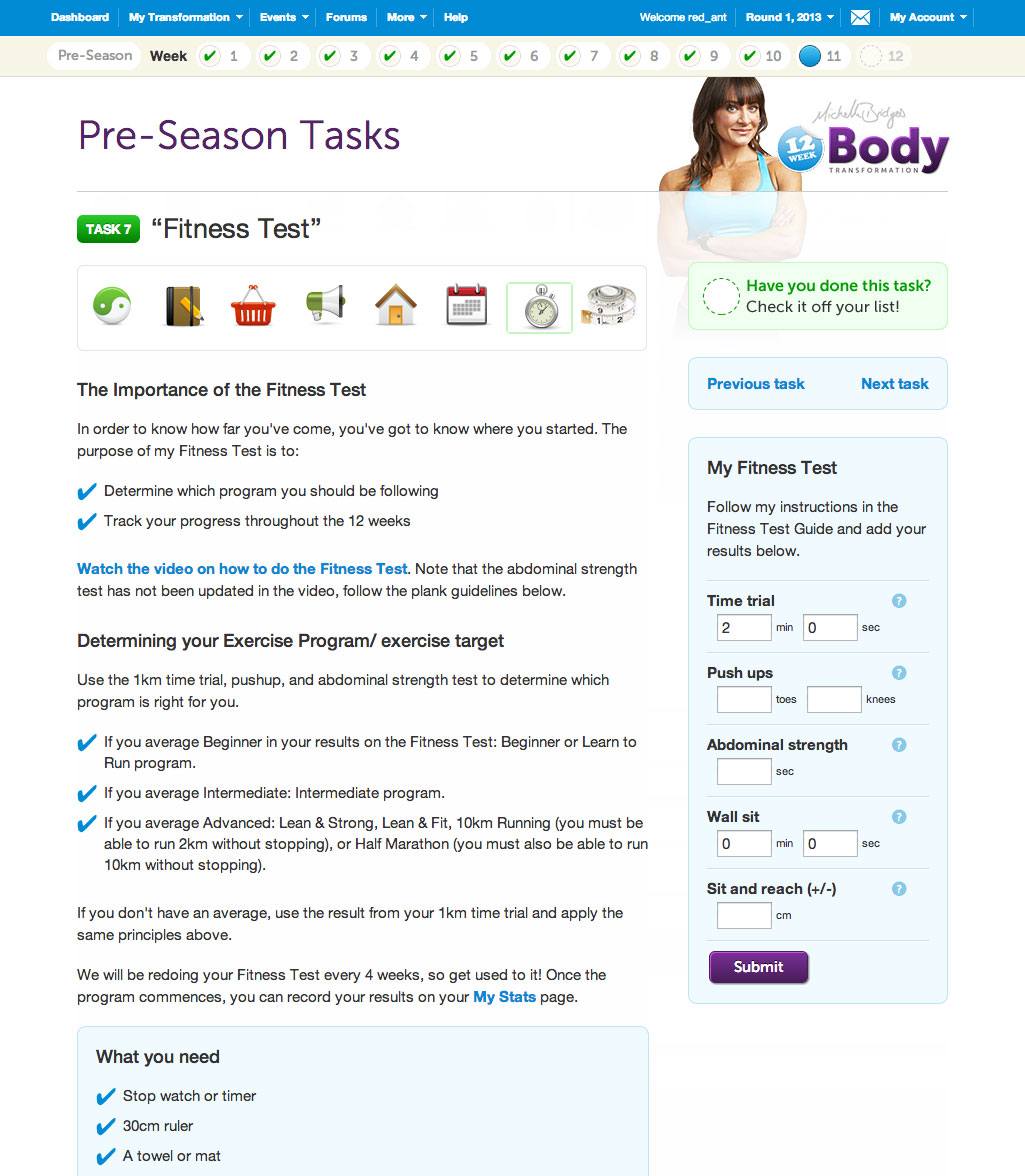 Dashboard My Transformation Events Forums More Help Welcome red_ant Round 1, 2013 My Account
Pre-Season Week 1 2 3 4 5 6 7 8 9 10 11 12
Pre-Season Tasks
Michelle Bridges
12 WEEK Body
TRANSFORMATION
TASK 7 “Fitness Test”
9 1 2
Have you done this task?
Check it off your list!
Previous task Next task
The Importance of the Fitness Test
In order to know how far you've come, you've got to know where you started. The
purpose of my Fitness Test is to:
Determine which program you should be following
Track your progress throughout the 12 weeks
Watch the video on how to do the Fitness Test. Note that the abdominal strength
test has not been updated in the video, follow the plank guidelines below.
Determining your Exercise Program/ exercise target
Use the 1km time trial, pushup, and abdominal strength test to determine which
program is right for you.
If you average Beginner in your results on the Fitness Test: Beginner or Learn to
Run program.
If you average Intermediate: Intermediate program.
If you average Advanced: Lean & Strong, Lean & Fit, 10km Running (you must be
able to run 2km without stopping), or Half Marathon (you must also be able to run
10km without stopping).
If you don't have an average, use the result from your 1km time trial and apply the
same principles above.
We will be redoing your Fitness Test every 4 weeks, so get used to it! Once the
program commences, you can record your results on your My Stats page.
What you need
Stop watch or timer
30cm ruler
A towel or mat
My Fitness Test
Follow my instructions in the
Fitness Test Guide and add your
results below.
Time trial ?
2 min 0 sec
Push ups ?
toes knees
Abdominal strength ?
sec
Wall sit ?
0 min 0 sec
Sit and reach (+/-) ?
cm
Submit